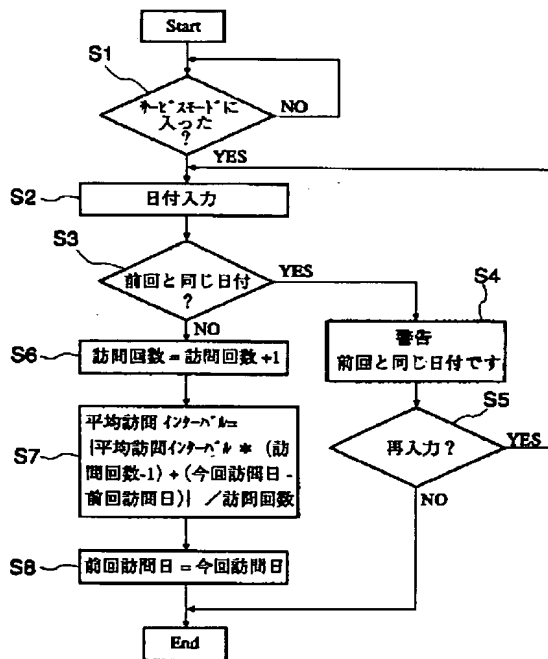 Start
S1
サービスモードに
入った
?
NO
YES
S2
日付入力
S3
前回と同じ日付
?
YES
NO
S4
警告
前回と同じ日付です
S5
再入力?
YES
NO
S6
訪問回数=訪問回数+1
S7
平均訪問インターバル=
{平均訪問インターバル * (訪
問回数-1) + (今回訪問日-
前回訪問日)} /訪問回数
S8
前回訪問日=今回訪問日
End